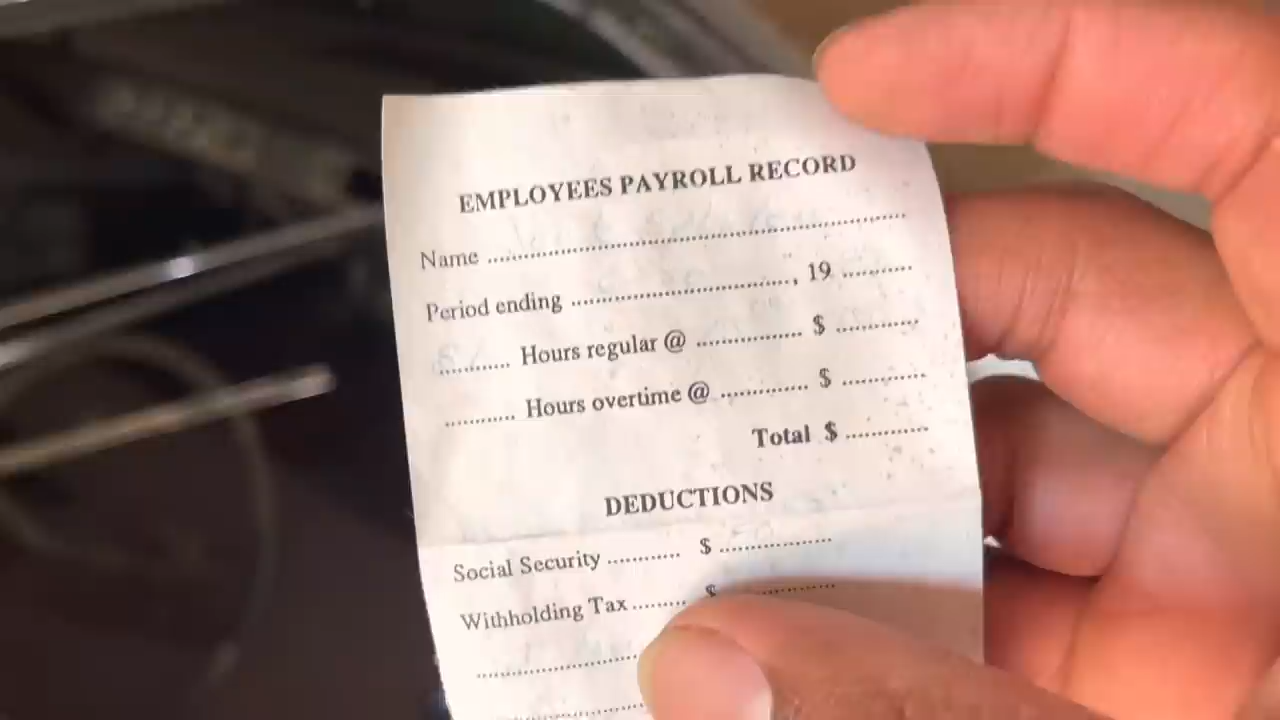 EMPLOYEES PAYROLL RECORD
Name ........................................
Period ending ........................, 19 ..........
........... Hours regular @ ............... $ ............
........... Hours overtime @ ............. $ ............
Total $ ............
DEDUCTIONS
Social Security ........... $ ................
Withholding Tax ......... $ ................